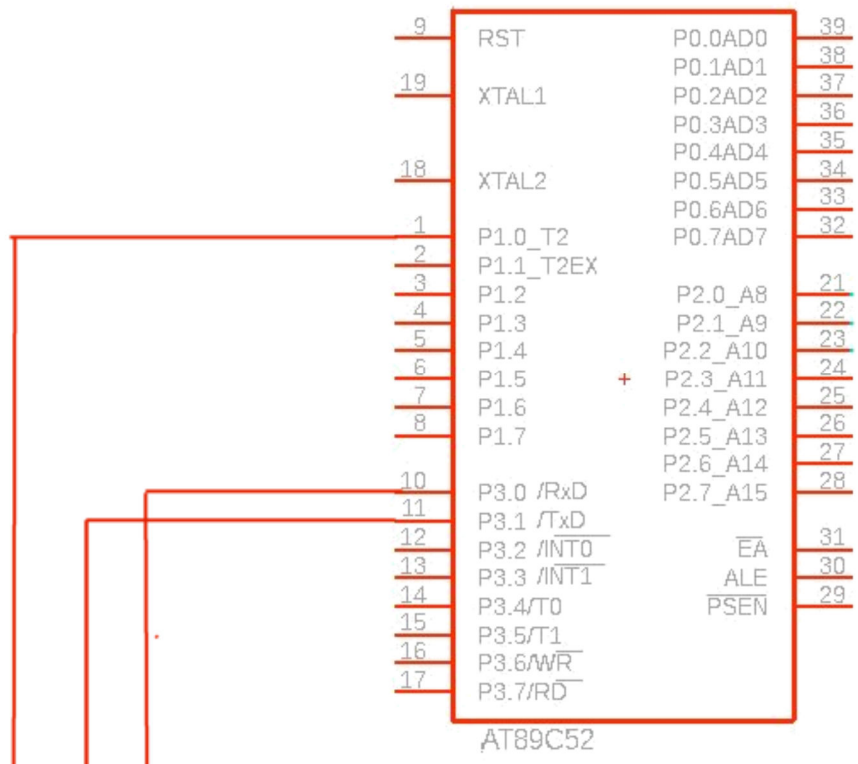 9 RST P0.0AD0 39
P0.1AD1 38
19 XTAL1 P0.2AD2 37
P0.3AD3 36
P0.4AD4 35
18 XTAL2 P0.5AD5 34
P0.6AD6 33
1 P1.0_T2 P0.7AD7 32
2 P1.1_T2EX
3 P1.2 P2.0_A8 21
4 P1.3 P2.1_A9 22
5 P1.4 P2.2_A10 23
6 P1.5 P2.3_A11 24
7 P1.6 P2.4_A12 25
8 P1.7 P2.5_A13 26
P2.6_A14 27
10 P3.0 /RxD P2.7_A15 28
11 P3.1 /TxD
12 P3.2 /INT0 EA 31
13 P3.3 /INT1 ALE 30
14 P3.4/T0 PSEN 29
15 P3.5/T1
16 P3.6/WR
17 P3.7/RD
AT89C52